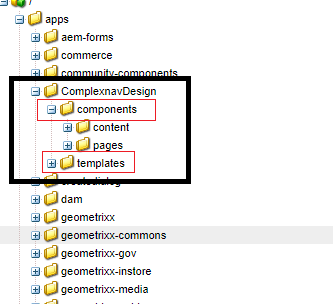 /
apps
aem-forms
commerce
community-components
ComplexnavDesign
components
content
pages
templates
createdialog
dam
geometrixx
geometrixx-commons
geometrixx-gov
geometrixx-instore
geometrixx-media